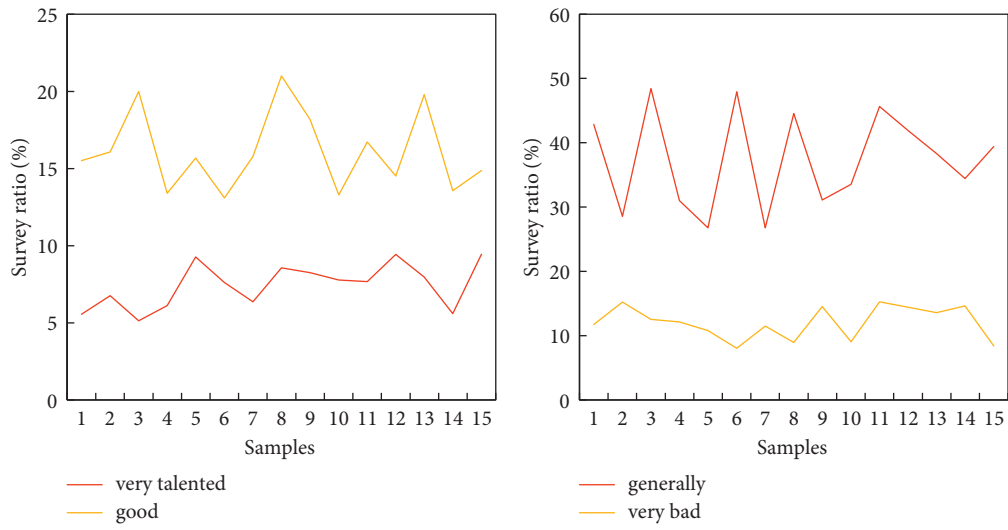 25
20
15
10
5
0
Survey ratio (%)
1 2 3 4 5 6 7 8 9 10 11 12 13 14 15
Samples
very talented
good
60
50
40
30
20
10
0
Survey ratio (%)
1 2 3 4 5 6 7 8 9 10 11 12 13 14 15
Samples
generally
very bad